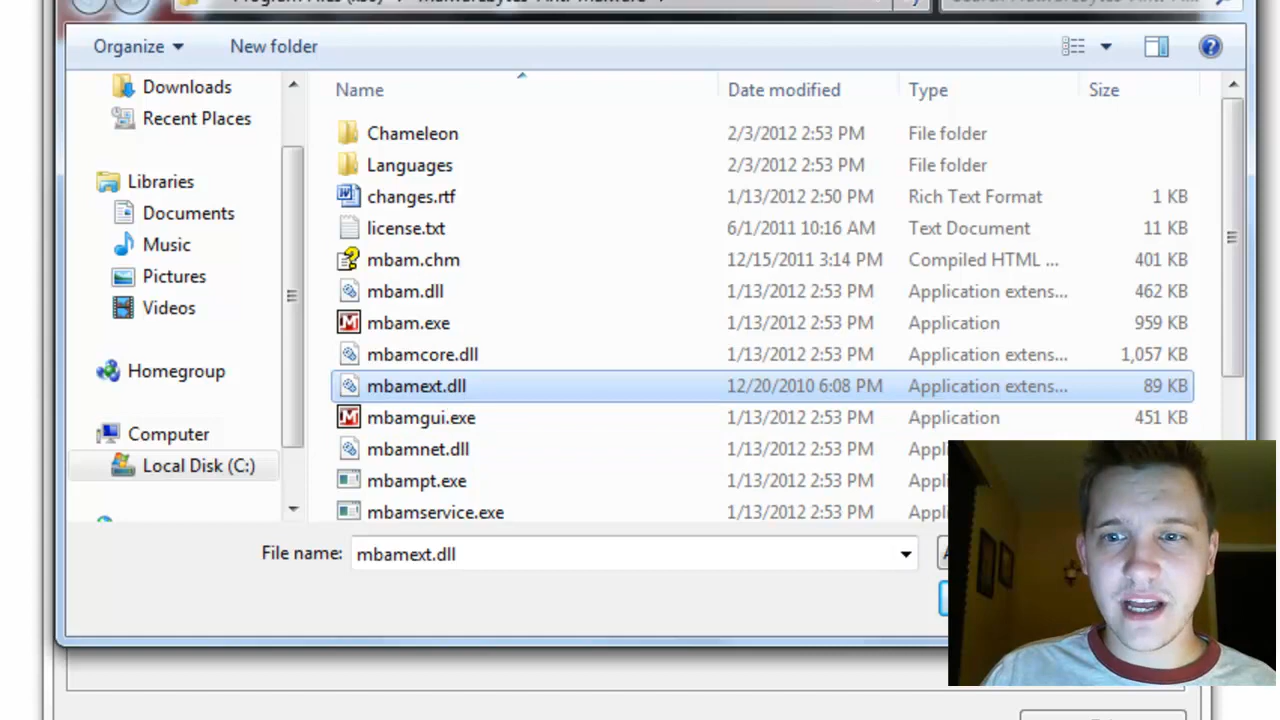 Organize New folder
Name Date modified Type Size
Downloads
Recent Places
Libraries
Documents
Music
Pictures
Videos
Homegroup
Computer
Local Disk (C:)
Chameleon 2/3/2012 2:53 PM File folder
Languages 2/3/2012 2:53 PM File folder
changes.rtf 1/13/2012 2:50 PM Rich Text Format 1 KB
license.txt 6/1/2011 10:16 AM Text Document 11 KB
mbam.chm 12/15/2011 3:14 PM Compiled HTML ... 401 KB
mbam.dll 1/13/2012 2:53 PM Application extens... 462 KB
mbam.exe 1/13/2012 2:53 PM Application 959 KB
mbamcore.dll 1/13/2012 2:53 PM Application extens... 1,057 KB
mbamext.dll 12/20/2010 6:08 PM Application extens... 89 KB
mbamgui.exe 1/13/2012 2:53 PM Application 451 KB
mbamnet.dll 1/13/2012 2:53 PM Appl
mbampt.exe 1/13/2012 2:53 PM Appl
mbamservice.exe 1/13/2012 2:53 PM Appl
File name: mbamext.dll